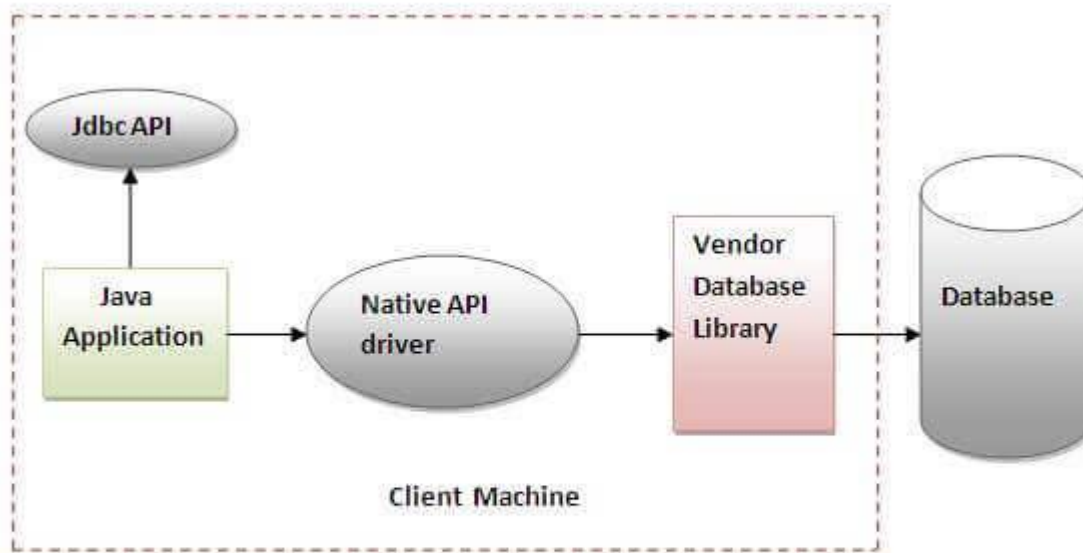 Jdbc API
Java
Application
Native API
driver
Vendor
Database
Library
Database
Client Machine